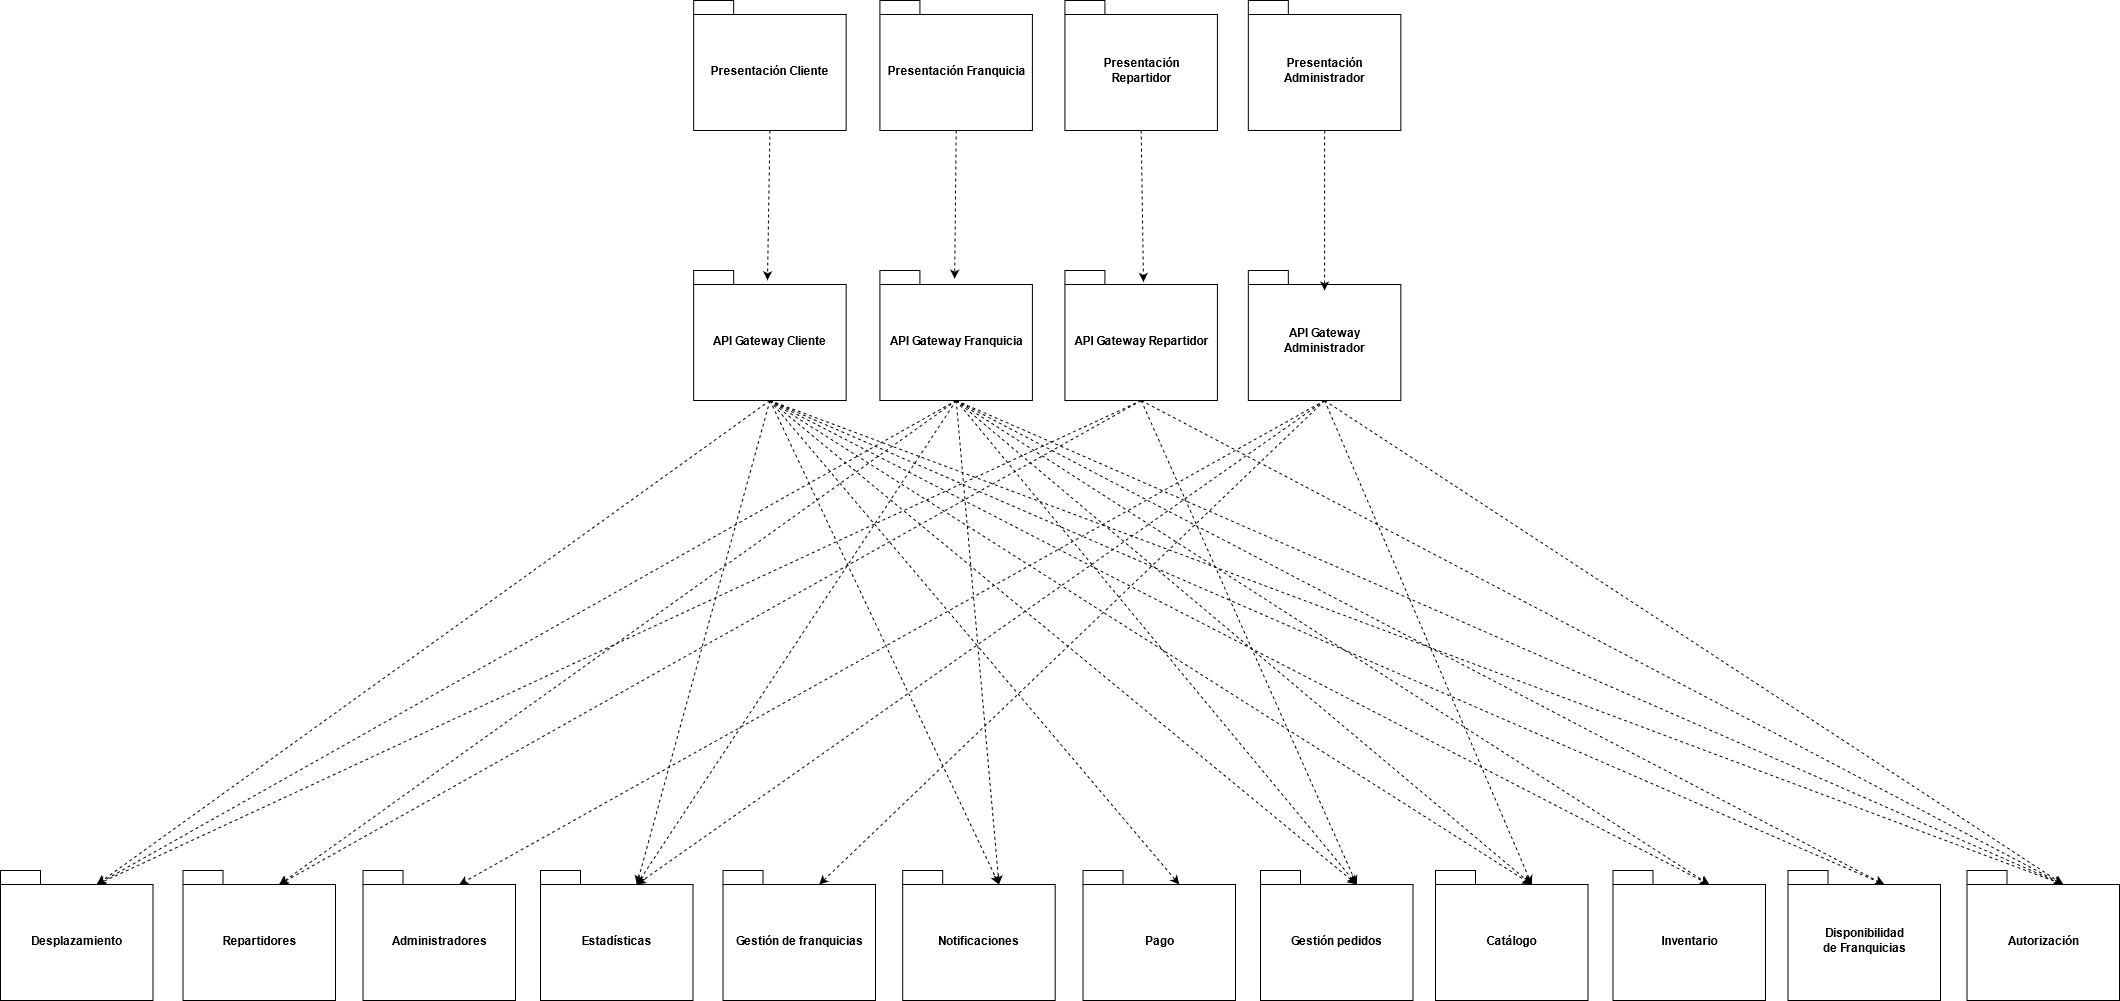 Presentación Cliente
Presentación Franquicia
Presentación
Repartidor
Presentación
Administrador
API Gateway Cliente
API Gateway Franquicia
API Gateway Repartidor
API Gateway
Administrador
Desplazamiento
Repartidores
Administradores
Estadísticas
Gestión de franquicias
Notificaciones
Pago
Gestión pedidos
Catálogo
Inventario
Disponibilidad
de Franquicias
Autorización